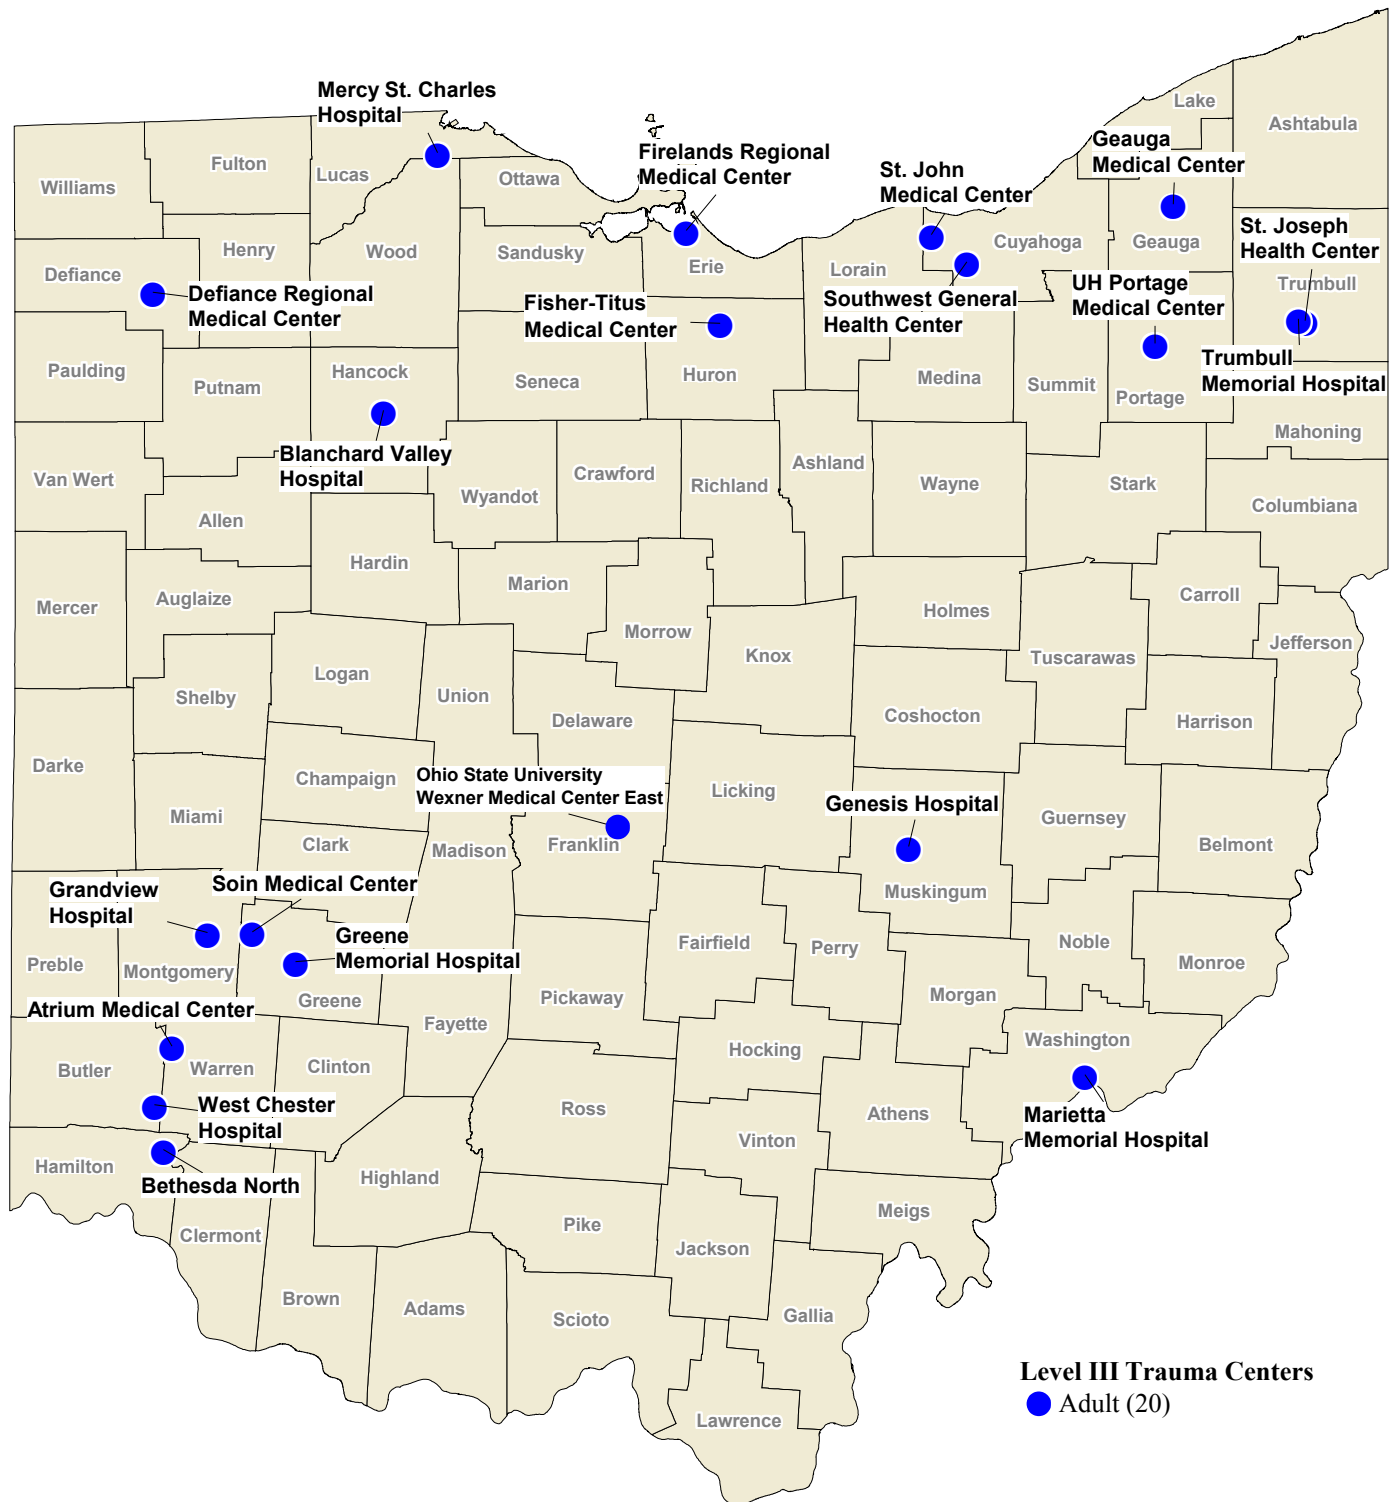 Mercy St. Charles
Hospital
Lake
Ashtabula
Geauga
Medical Center
Firelands Regional
Medical Center
St. John
Medical Center
Fulton
Lucas
Ottawa
Williams
St. Joseph
Health Center
Henry
Wood
Sandusky
Erie
Lorain
Cuyahoga
Geauga
Defiance
Trumbull
Defiance Regional
Medical Center
Fisher-Titus
Medical Center
Southwest General
Health Center
UH Portage
Medical Center
Trumbull
Memorial Hospital
Paulding
Putnam
Hancock
Seneca
Huron
Medina
Summit
Portage
Blanchard Valley
Hospital
Mahoning
Van Wert
Allen
Wyandot
Crawford
Richland
Ashland
Wayne
Stark
Columbiana
Hardin
Marion
Mercer
Auglaize
Morrow
Holmes
Carroll
Jefferson
Knox
Tuscarawas
Logan
Shelby
Union
Delaware
Coshocton
Harrison
Darke
Champaign
Ohio State University
Wexner Medical Center East
Licking
Genesis Hospital
Miami
Guernsey
Clark
Madison
Franklin
Belmont
Grandview
Hospital
Soin Medical Center
Muskingum
Greene
Memorial Hospital
Fairfield
Perry
Noble
Preble
Montgomery
Monroe
Greene
Pickaway
Morgan
Atrium Medical Center
Fayette
Hocking
Washington
Butler
Warren
Clinton
West Chester
Hospital
Ross
Athens
Marietta
Memorial Hospital
Vinton
Hamilton
Bethesda North
Highland
Meigs
Clermont
Pike
Jackson
Brown
Adams
Scioto
Gallia
Level III Trauma Centers
Adult (20)
Lawrence